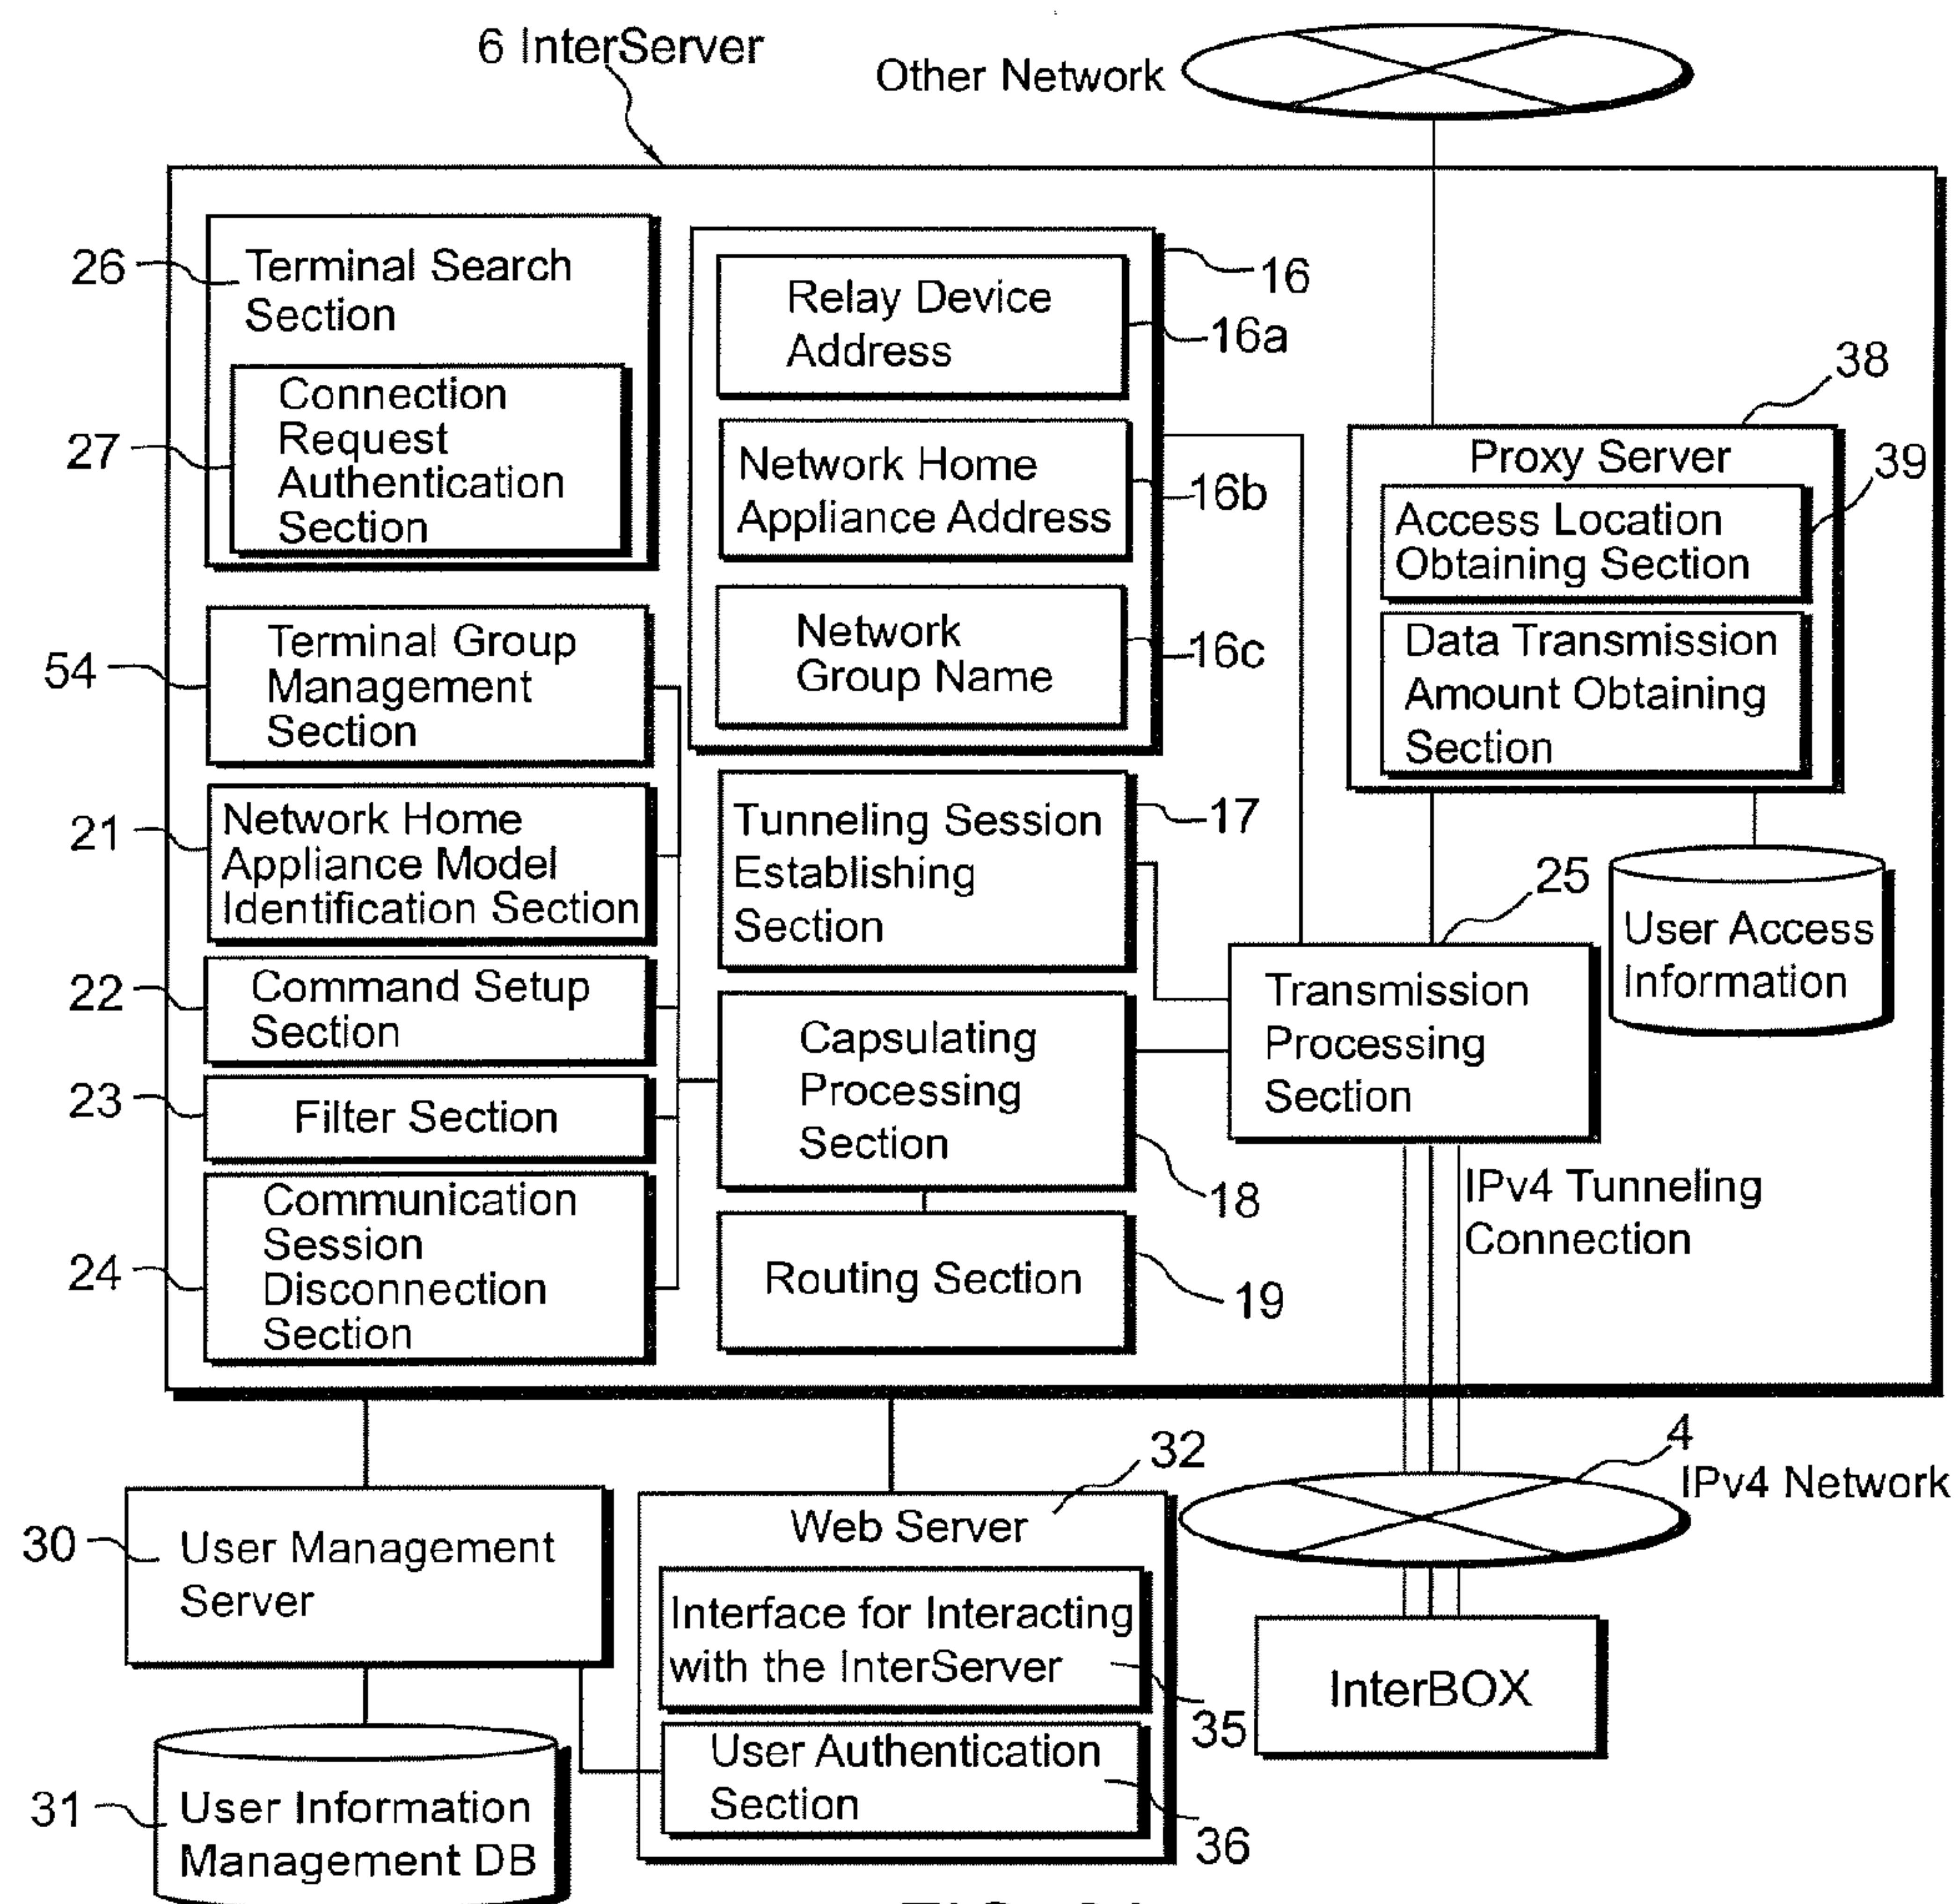 6 InterServer
Other Network
26
Terminal Search
Section
27
Connection
Request
Authentication
Section
16
Relay Device
Address
16a
Network Home
Appliance Address
16b
Network
Group Name
16c
38
Proxy Server
39
Access Location
Obtaining Section
Data Transmission
Amount Obtaining
Section
54
Terminal Group
Management
Section
21
Network Home
Appliance Model
Identification Section
22
Command Setup
Section
23
Filter Section
24
Communication
Session
Disconnection
Section
Tunneling Session
Establishing
Section
17
Capsulating
Processing
Section
18
Routing Section
19
25
Transmission
Processing
Section
User Access
Information
IPv4 Tunneling
Connection
4
IPv4 Network
30
User Management
Server
31
User Information
Management DB
32
Web Server
Interface for Interacting
with the InterServer
35
User Authentication
Section
36
InterBOX